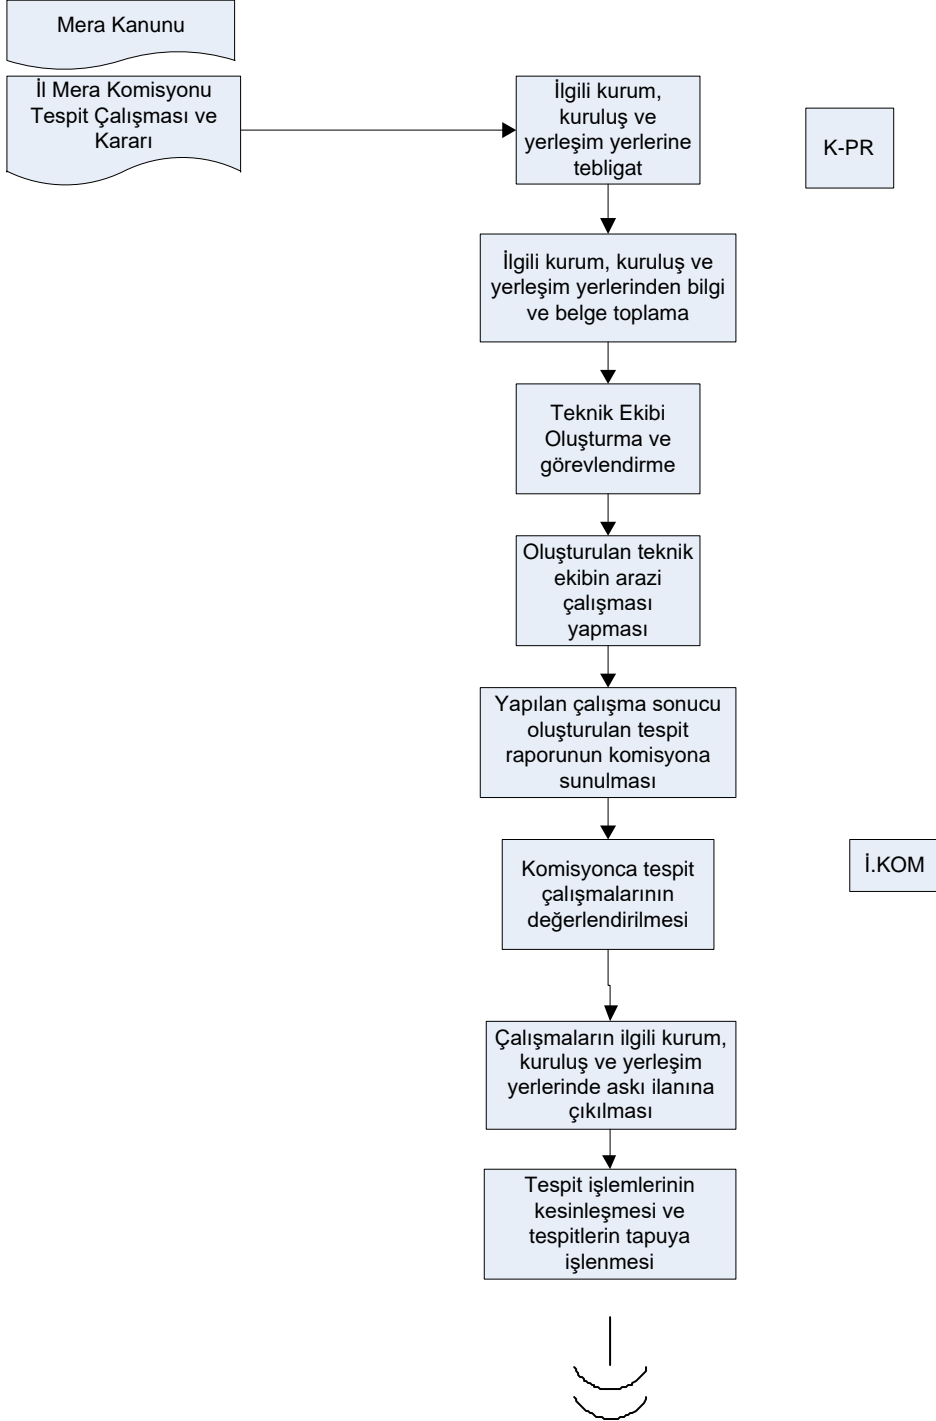 Mera Kanunu
İl Mera Komisyonu
Tespit Çalışması ve
Kararı
İlgili kurum,
kuruluş ve
yerleşim yerlerine
tebligat
K-PR
İlgili kurum, kuruluş ve
yerleşim yerlerinden bilgi
ve belge toplama
Teknik Ekibi
Oluşturma ve
görevlendirme
Oluşturulan teknik
ekibin arazi
çalışması
yapması
Yapılan çalışma sonucu
oluşturulan tespit
raporunun komisyona
sunulması
Komisyonca tespit
çalışmalarının
değerlendirilmesi
İ.KOM
Çalışmaların ilgili kurum,
kuruluş ve yerleşim
yerlerinde askı ilanına
çıkılması
Tespit işlemlerinin
kesinleşmesi ve
tespitlerin tapuya
işlenmesi